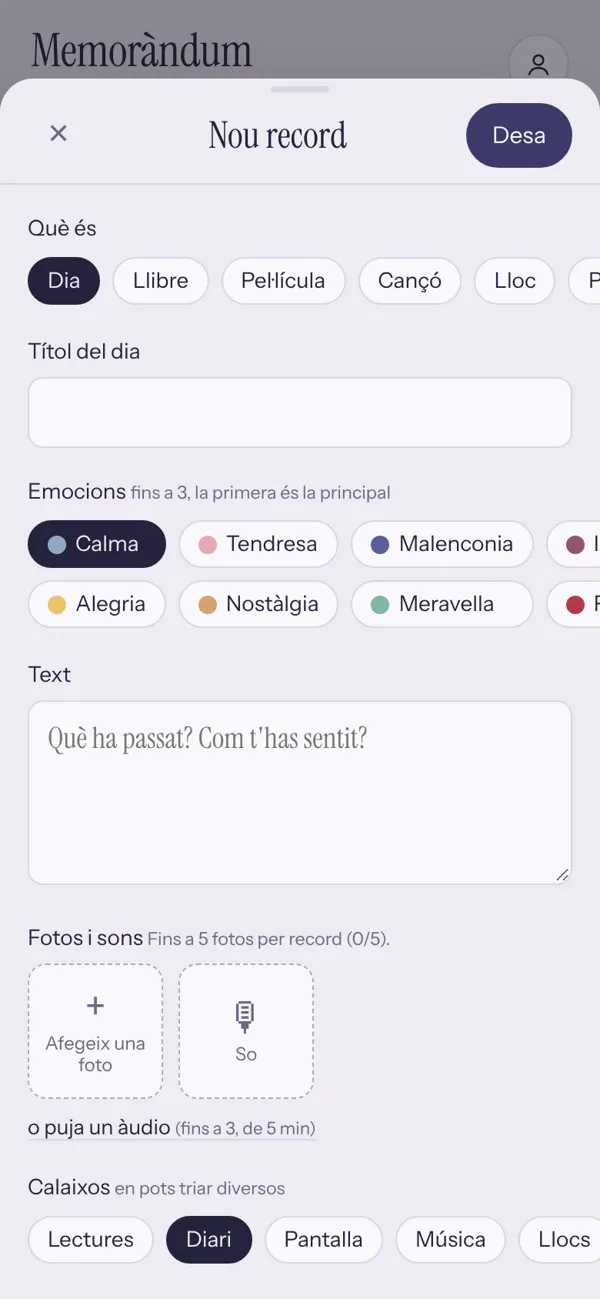 Memoràndum
Nou record
Desa
Què és
Dia Llibre Pel·lícula Cançó Lloc
Títol del dia
Emocions fins a 3, la primera és la principal
Calma Tendresa Malenconia
Alegria Nostàlgia Meravella
Text
Què ha passat? Com t'has sentit?
Fotos i sons Fins a 5 fotos per record (0/5).
Afegeix una
foto
So
o puja un àudio (fins a 3, de 5 min)
Calaixos en pots triar diversos
Lectures Diari Pantalla Música Llocs